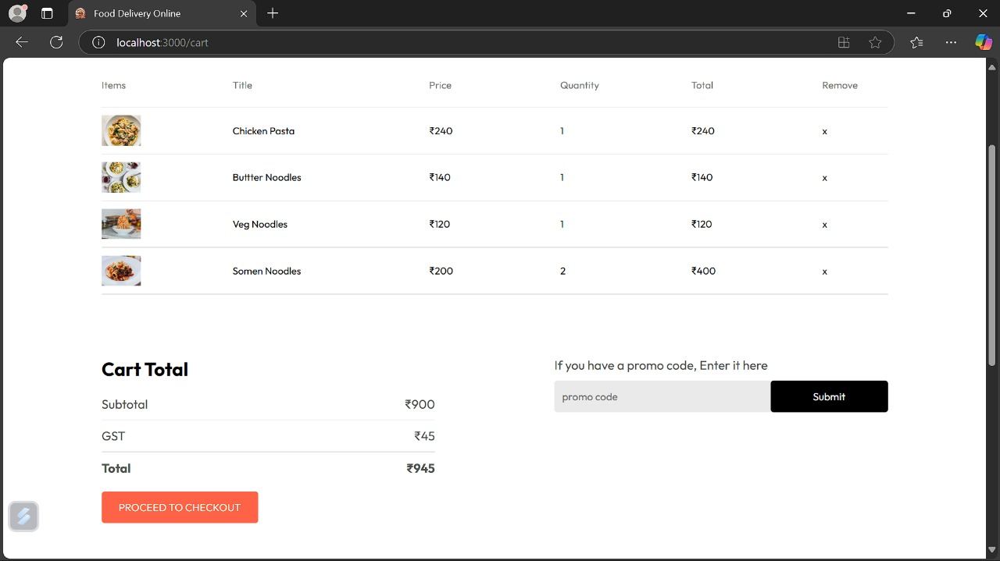 Food Delivery Online
localhost:3000/cart
Items Title Price Quantity Total Remove
Chicken Pasta ₹240 1 ₹240 x
Buttter Noodles ₹140 1 ₹140 x
Veg Noodles ₹120 1 ₹120 x
Somen Noodles ₹200 2 ₹400 x
Cart Total
Subtotal ₹900
GST ₹45
Total ₹945
PROCEED TO CHECKOUT
If you have a promo code, Enter it here
promo code Submit